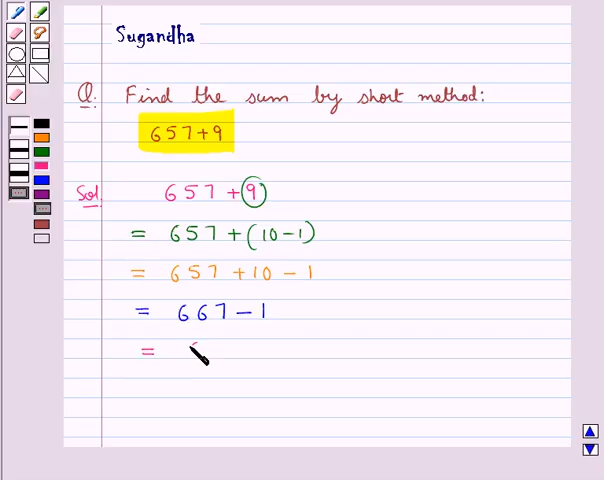 Sugandha
Q. Find the sum by short method:
657+9
Sol. 657+9
= 657+(10-1)
= 657+10-1
= 667-1
=